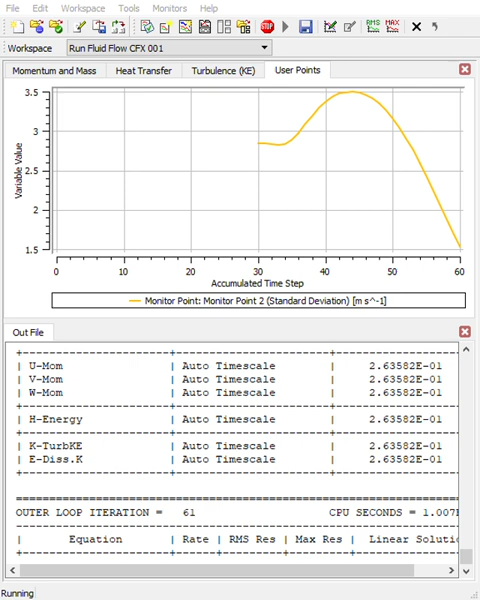 File Edit Workspace Tools Monitors Help
STOP RMS MAX
Workspace Run Fluid Flow CFX 001
Momentum and Mass Heat Transfer Turbulence (KE) User Points
3.5
3
2.5
2
1.5
Variable Value
0 10 20 30 40 50 60
Accumulated Time Step
Monitor Point: Monitor Point 2 (Standard Deviation) [m s^-1]
Out File
+----------------------+-----------------------+-----------------
| U-Mom | Auto Timescale | 2.63582E-01
| V-Mom | Auto Timescale | 2.63582E-01
| W-Mom | Auto Timescale | 2.63582E-01
+----------------------+-----------------------+-----------------
| H-Energy | Auto Timescale | 2.63582E-01
+----------------------+-----------------------+-----------------
| K-TurbKE | Auto Timescale | 2.63582E-01
| E-Diss.K | Auto Timescale | 2.63582E-01
+----------------------+-----------------------+-----------------
======================================================================
OUTER LOOP ITERATION = 61 CPU SECONDS = 1.007
----------------------------------------------------------------------
| Equation | Rate | RMS Res | Max Res | Linear Soluti
+----------------------+------+---------+---------+------------------
Running